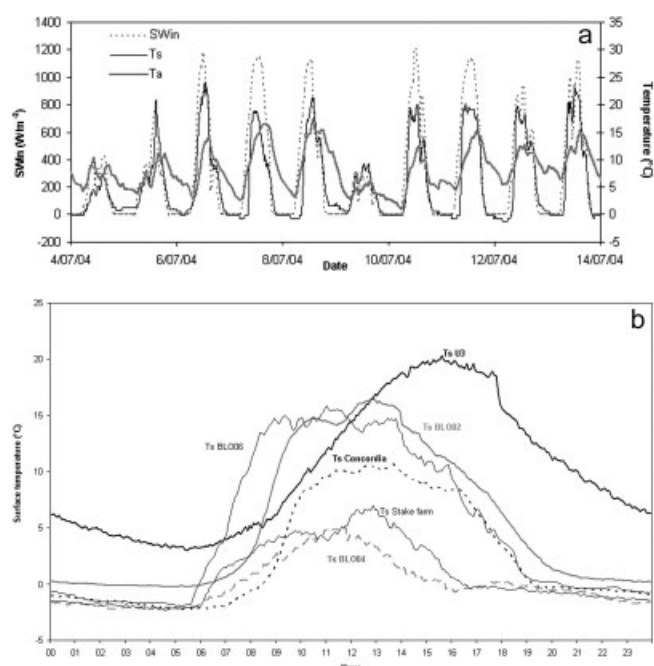 a
SWin
Ts
Ta
SWin (Wm⁻²)
1400
1200
1000
800
600
400
200
0
-200
Temperature (°C)
35
30
25
20
15
10
5
0
-5
4/07/04 6/07/04 8/07/04 10/07/04 12/07/04 14/07/04
Date
b
Surface temperature (°C)
25
20
15
10
5
0
-5
Ts U3
Ts BLO06
Ts BLO02
Ts Concordia
Ts Stake farm
Ts BLO04
00 01 02 03 04 05 06 07 08 09 10 11 12 13 14 15 16 17 18 19 20 21 22 23